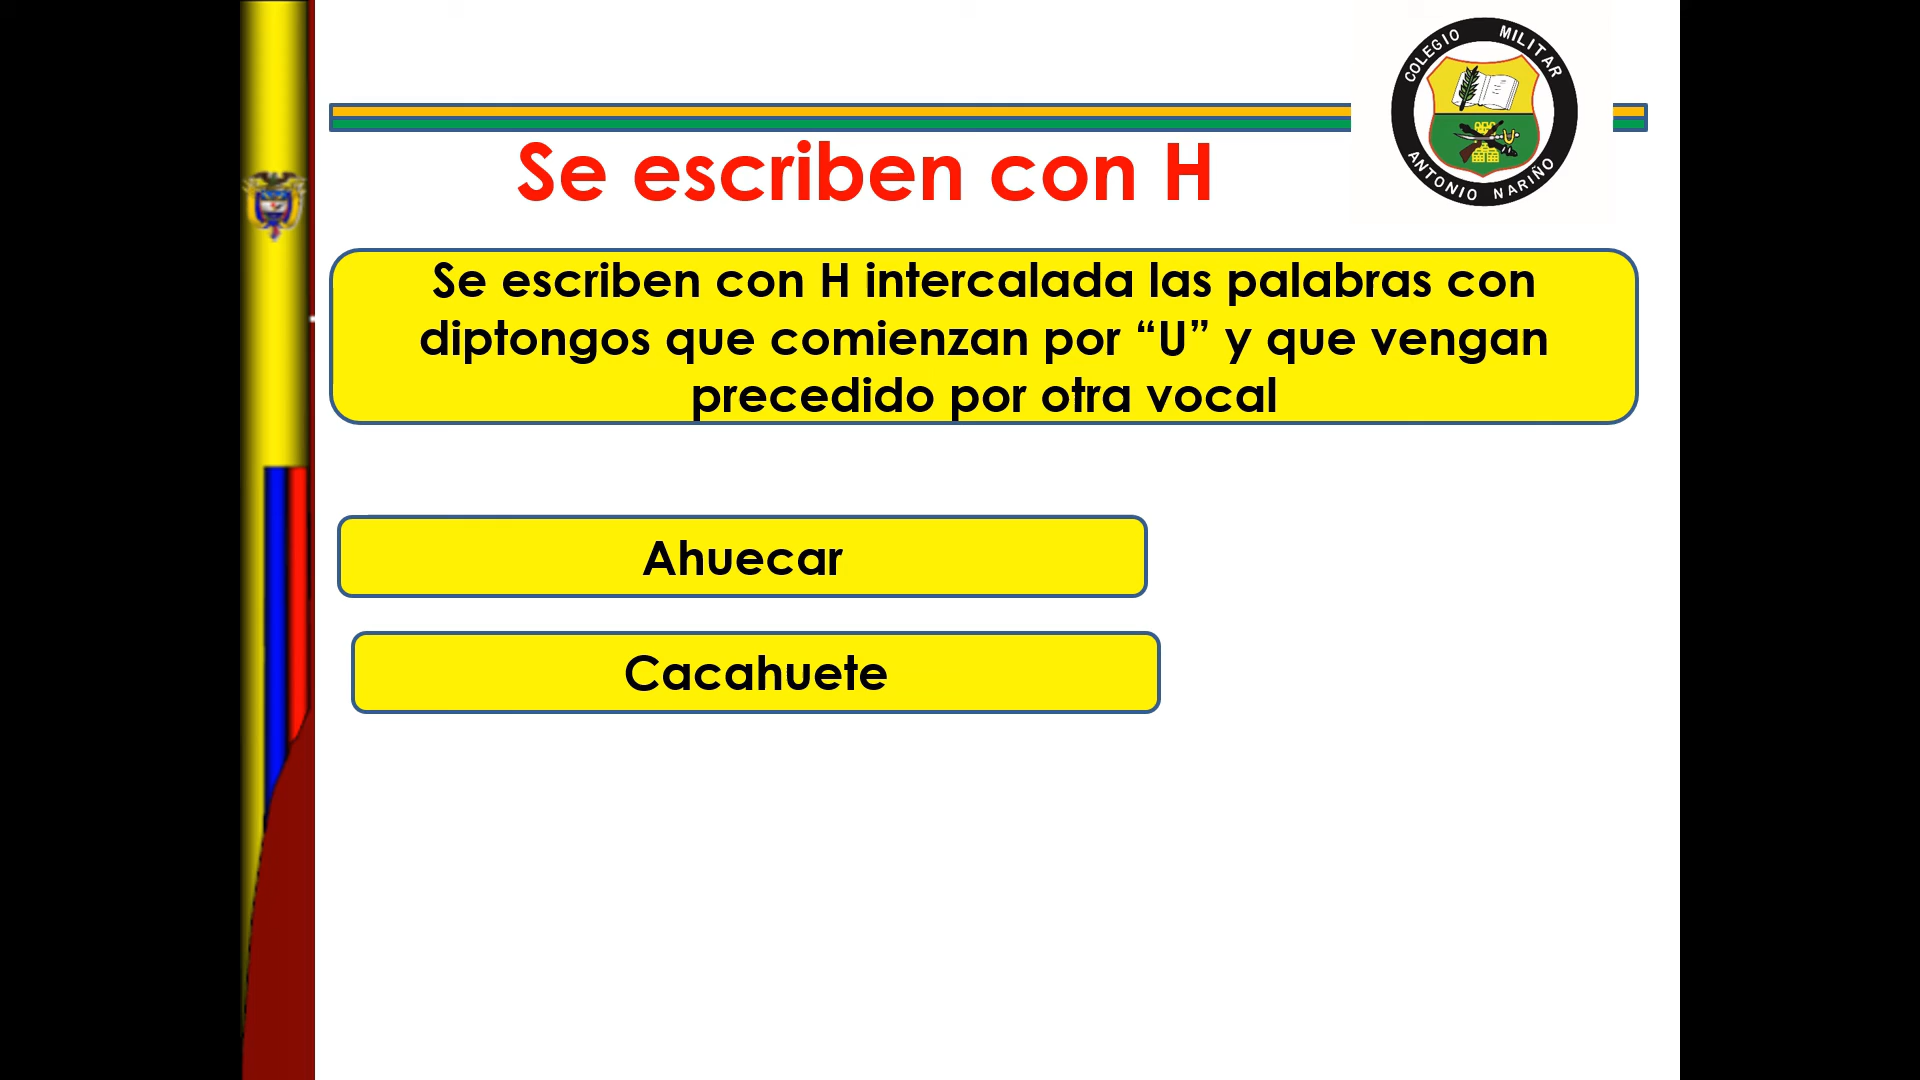 COLEGIO MILITAR
ANTONIO NARIÑO
Se escriben con H
Se escriben con H intercalada las palabras con
diptongos que comienzan por “U” y que vengan
precedido por otra vocal
Ahuecar
Cacahuete